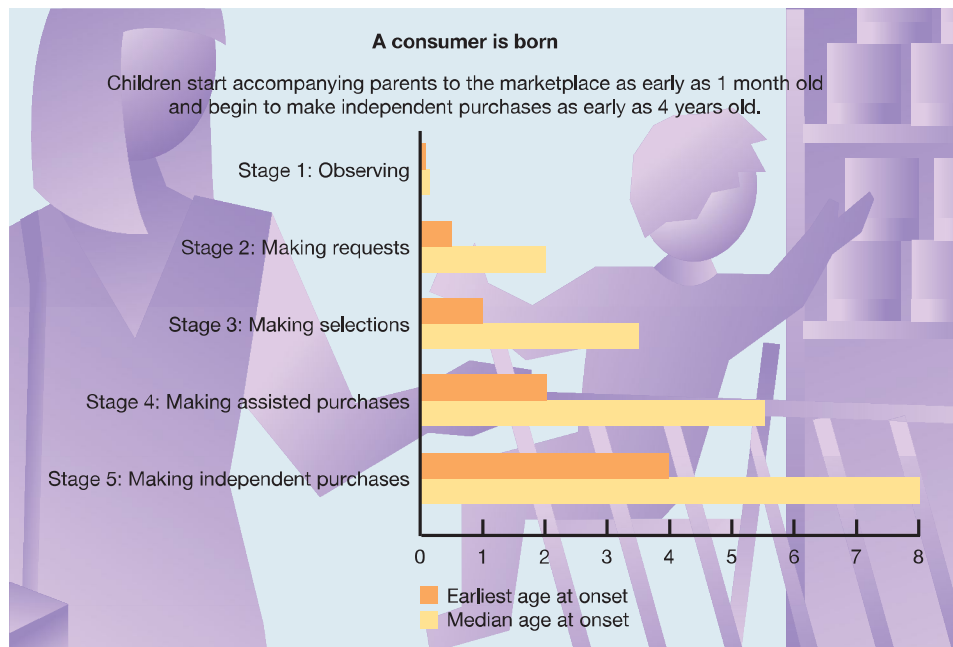 A consumer is born
Children start accompanying parents to the marketplace as early as 1 month old
and begin to make independent purchases as early as 4 years old.
Stage 1: Observing
Stage 2: Making requests
Stage 3: Making selections
Stage 4: Making assisted purchases
Stage 5: Making independent purchases
0 1 2 3 4 5 6 7 8
Earliest age at onset
Median age at onset